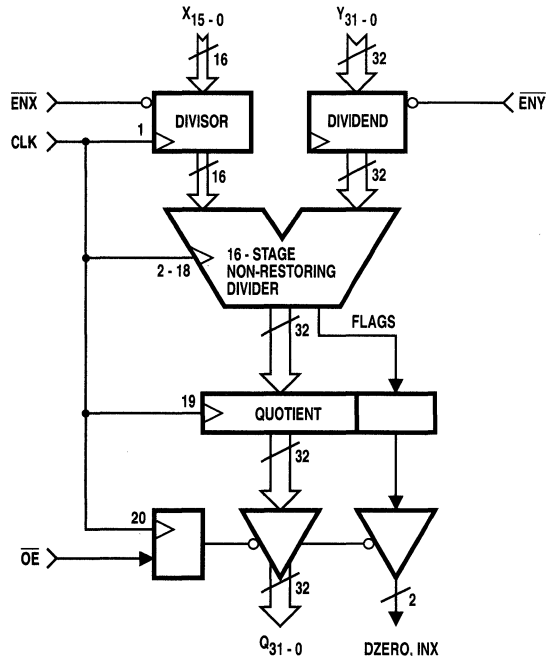 X15 - 0
Y31 - 0
16
32
ENX
ENY
DIVISOR
DIVIDEND
CLK
1
16
32
16 - STAGE
NON-RESTORING
DIVIDER
2 - 18
32
FLAGS
19
QUOTIENT
32
20
OE
32
2
Q31 - 0
DZERO, INX